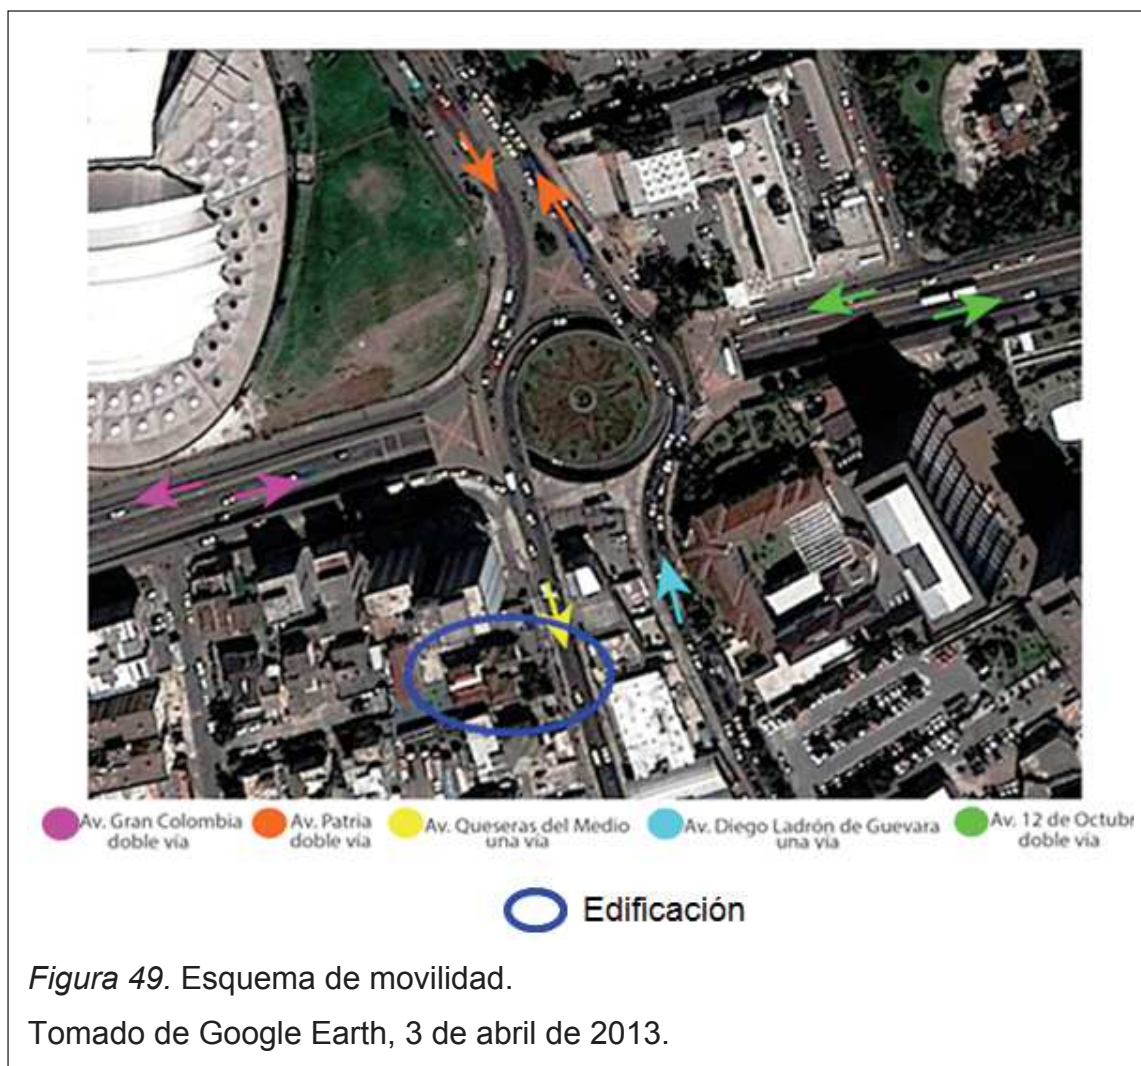 Av. Gran Colombia
doble vía
Av. Patria
doble vía
Av. Queseras del Medio
una vía
Av. Diego Ladrón de Guevara
una vía
Av. 12 de Octubr
doble vía
Edificación
Figura 49. Esquema de movilidad.
Tomado de Google Earth, 3 de abril de 2013.